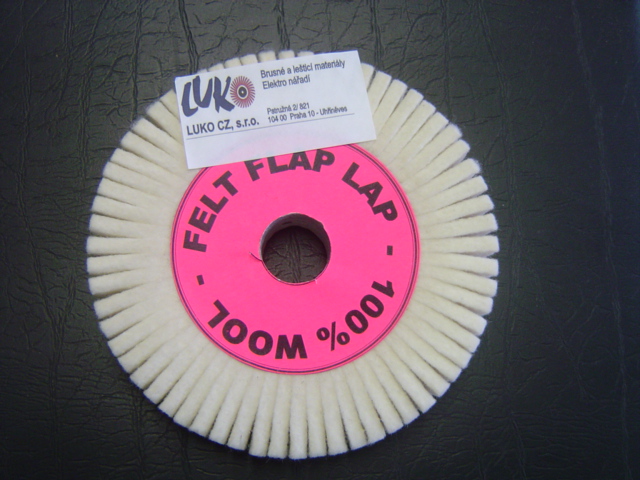 LUKO
Brusné a leštící materiály
Elektro nářadí
LUKO CZ, s.r.o.
Petružná 2/ 821
104 00 Praha 10 - Uhříněves
FELT FLAP LAP - 100% WOOL -